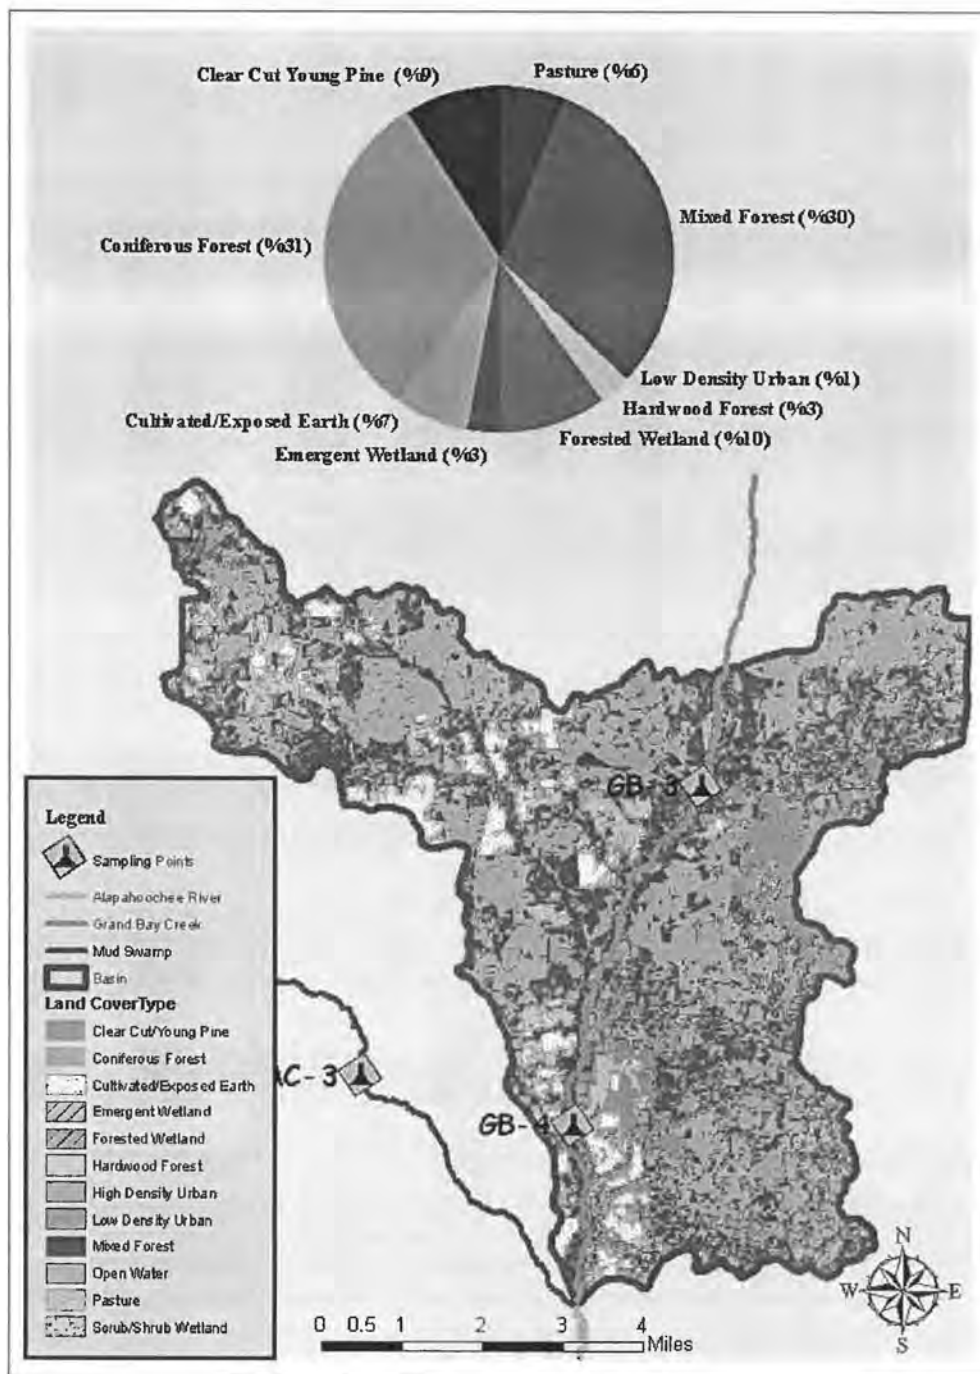 Clear Cut Young Pine (%9)
Pasture (%6)
Mixed Forest (%30)
Coniferous Forest (%31)
Low Density Urban (%1)
Hardwood Forest (%3)
Cultivated/Exposed Earth (%7)
Forested Wetland (%10)
Emergent Wetland (%3)
GB-3
Legend
Sampling Points
Alapahoochee River
Grand Bay Creek
Mud Swamp
Basin
Land CoverType
Clear Cut/Young Pine
Coniferous Forest
Cultivated/Exposed Earth
Emergent Wetland
Forested Wetland
Hardwood Forest
High Density Urban
Low Density Urban
Mixed Forest
Open Water
Pasture
Scrub/Shrub Wetland
AC-3
GB-4
N
W E
S
0 0.5 1 2 3 4
Miles